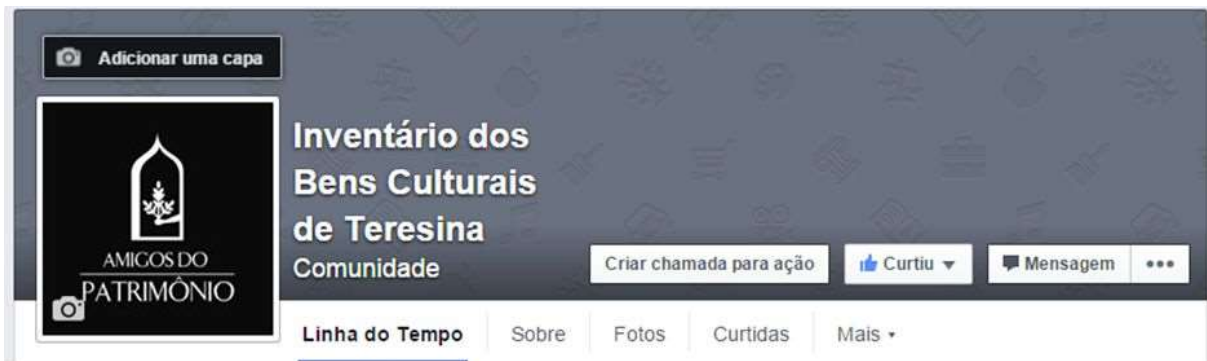 Adicionar uma capa
AMIGOS DO
PATRIMÔNIO
Inventário dos
Bens Culturais
de Teresina
Comunidade
Criar chamada para ação
Curtiu
Mensagem
Linha do Tempo
Sobre
Fotos
Curtidas
Mais